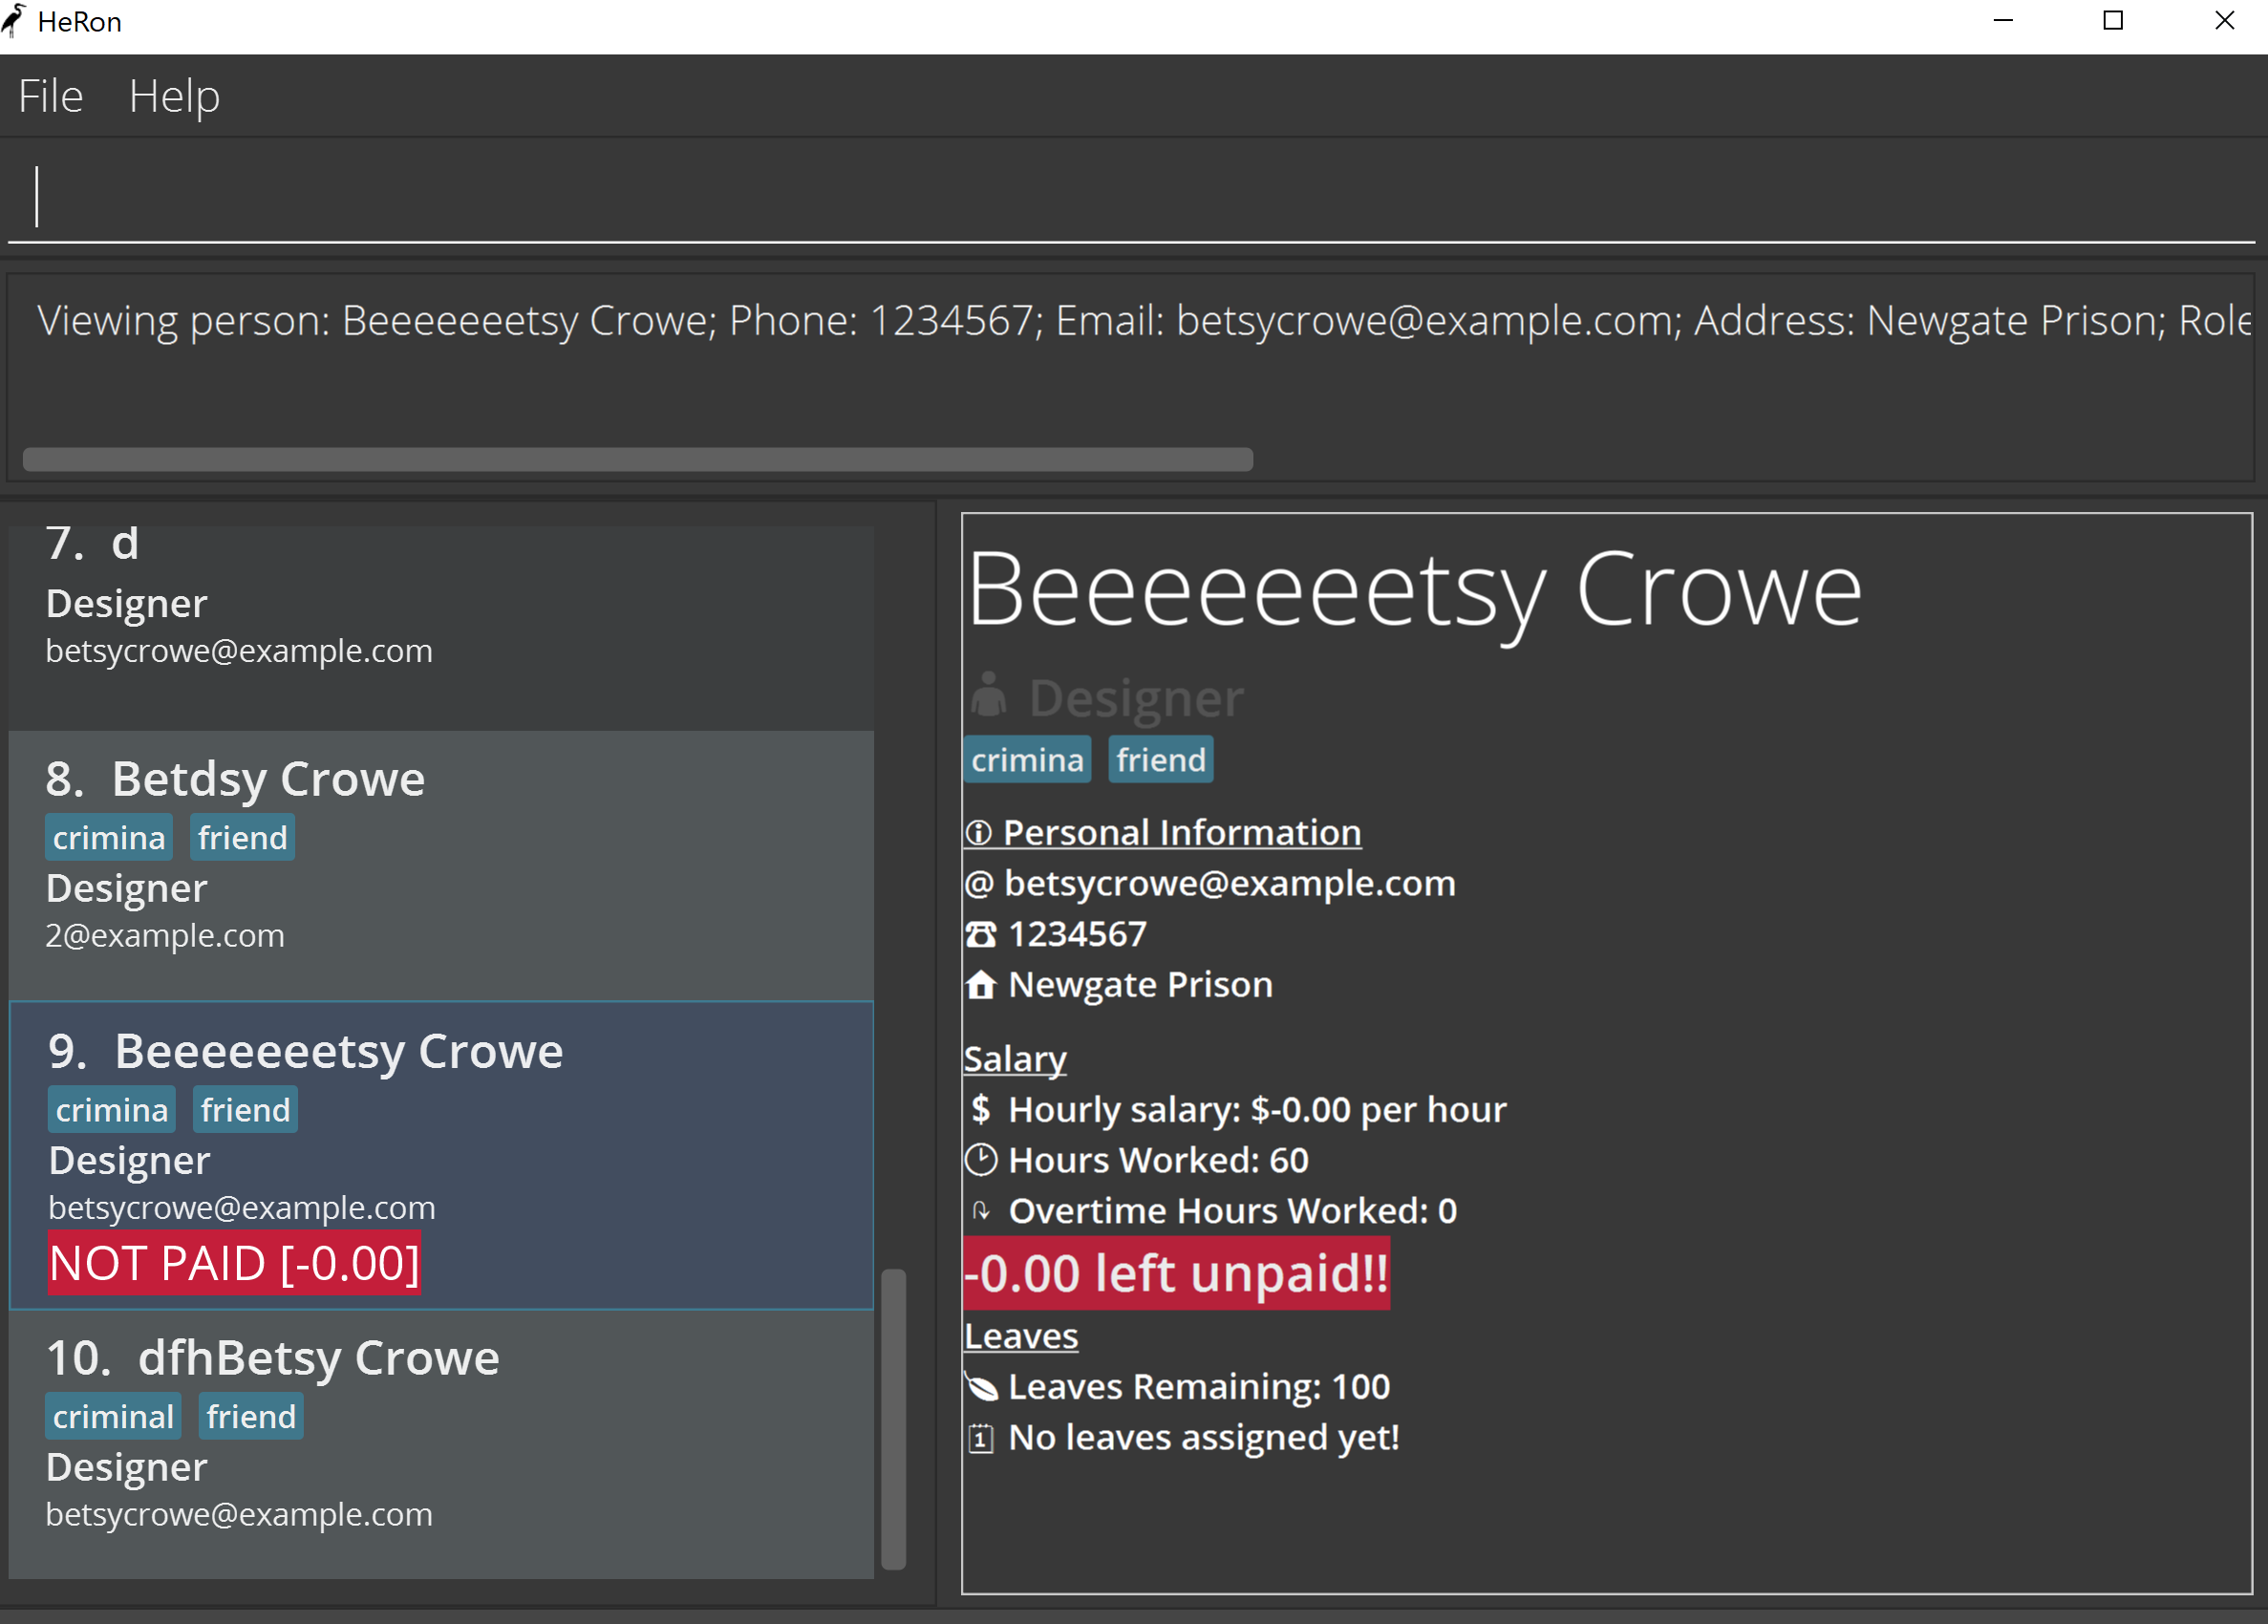 HeRon
File Help
Viewing person: Beeeeeeetsy Crowe; Phone: 1234567; Email: betsycrowe@example.com; Address: Newgate Prison; Role
7. d
Designer
betsycrowe@example.com
8. Betdsy Crowe
crimina friend
Designer
2@example.com
9. Beeeeeeetsy Crowe
crimina friend
Designer
betsycrowe@example.com
NOT PAID [-0.00]
10. dfhBetsy Crowe
criminal friend
Designer
betsycrowe@example.com
Beeeeeeetsy Crowe
Designer
crimina friend
Personal Information
@ betsycrowe@example.com
1234567
Newgate Prison
Salary
$ Hourly salary: $-0.00 per hour
Hours Worked: 60
Overtime Hours Worked: 0
-0.00 left unpaid!!
Leaves
Leaves Remaining: 100
No leaves assigned yet!